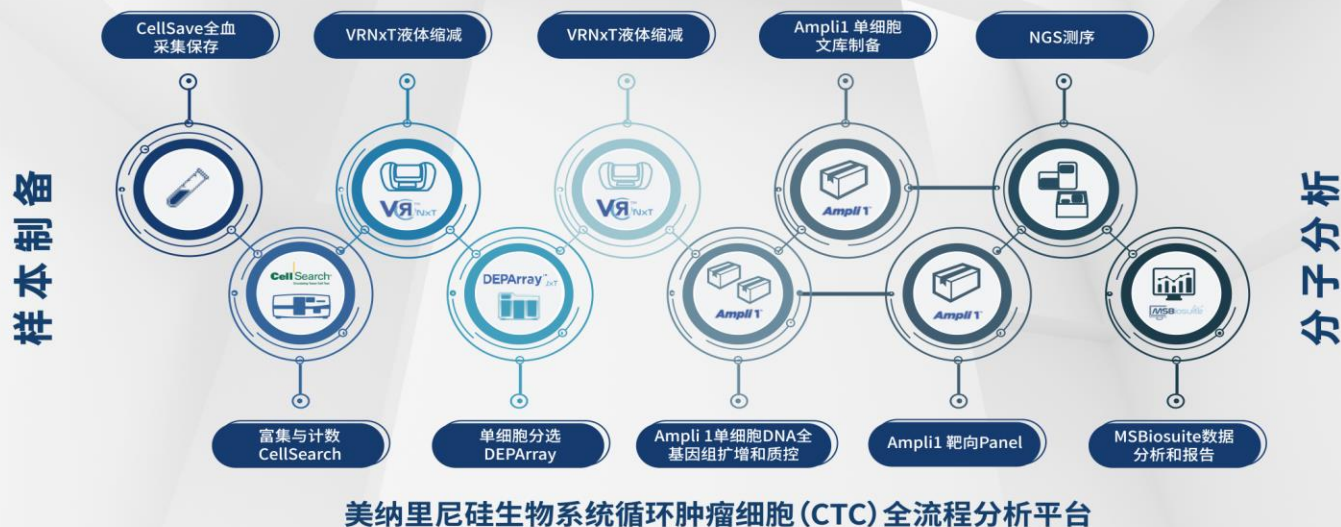 CellSave全血
采集保存
VRNxT液体缩减
VRNxT液体缩减
Ampli1 单细胞
文库制备
NGS测序
样本制备
分子分析
VR NxT
VR NxT
Ampli1
CellSearch
DEPArray NxT
Ampli1
Ampli1
MSBiosuite
富集与计数
CellSearch
单细胞分选
DEPArray
Ampli 1单细胞DNA全
基因组扩增和质控
Ampli1 靶向Panel
MSBiosuite数据
分析和报告
美纳里尼硅生物系统循环肿瘤细胞(CTC)全流程分析平台